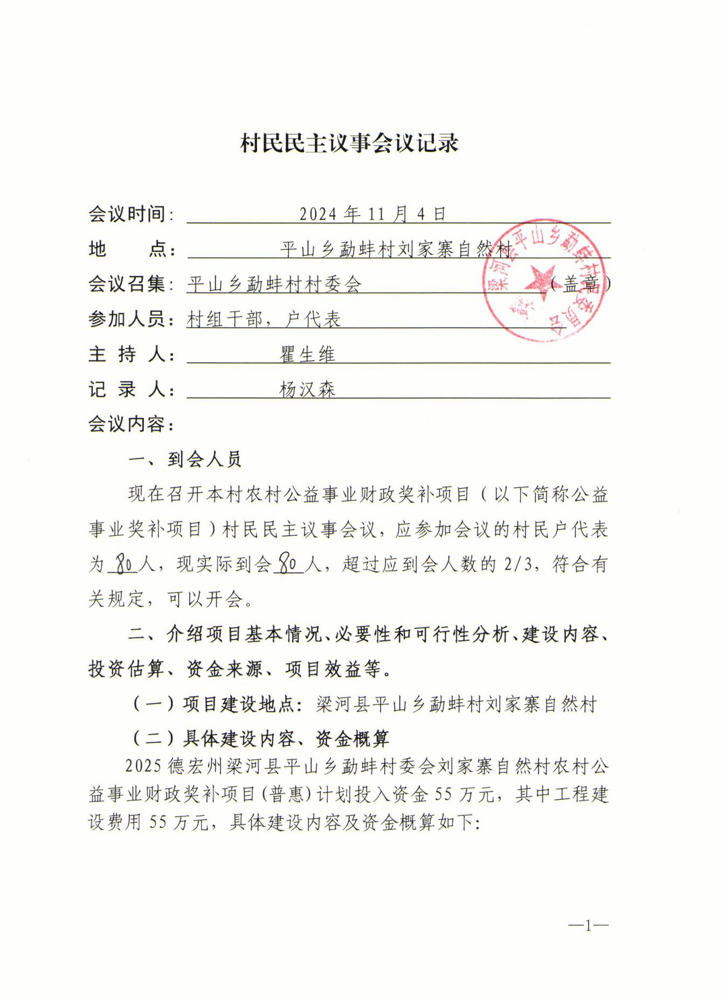 村民民主议事会议记录
会议时间： 2024 年 11 月 4 日
地 点： 平山乡勐蚌村刘家寨自然村
会议召集：平山乡勐蚌村村委会 （盖章）
梁河县平山乡勐蚌村村民委员会
参加人员：村组干部，户代表
主 持 人： 瞿生维
记 录 人： 杨汉森
会议内容：
一、到会人员
现在召开本村农村公益事业财政奖补项目（以下简称公益
事业奖补项目）村民民主议事会议，应参加会议的村民户代表
为 80 人，现实际到会 80 人，超过应到会人数的 2/3，符合有
关规定，可以开会。
二、介绍项目基本情况、必要性和可行性分析、建设内容、
投资估算、资金来源、项目效益等。
（一）项目建设地点：梁河县平山乡勐蚌村刘家寨自然村
（二）具体建设内容、资金概算
2025 德宏州梁河县平山乡勐蚌村委会刘家寨自然村农村公
益事业财政奖补项目(普惠)计划投入资金 55 万元，其中工程建
设费用 55 万元，具体建设内容及资金概算如下：
—1—